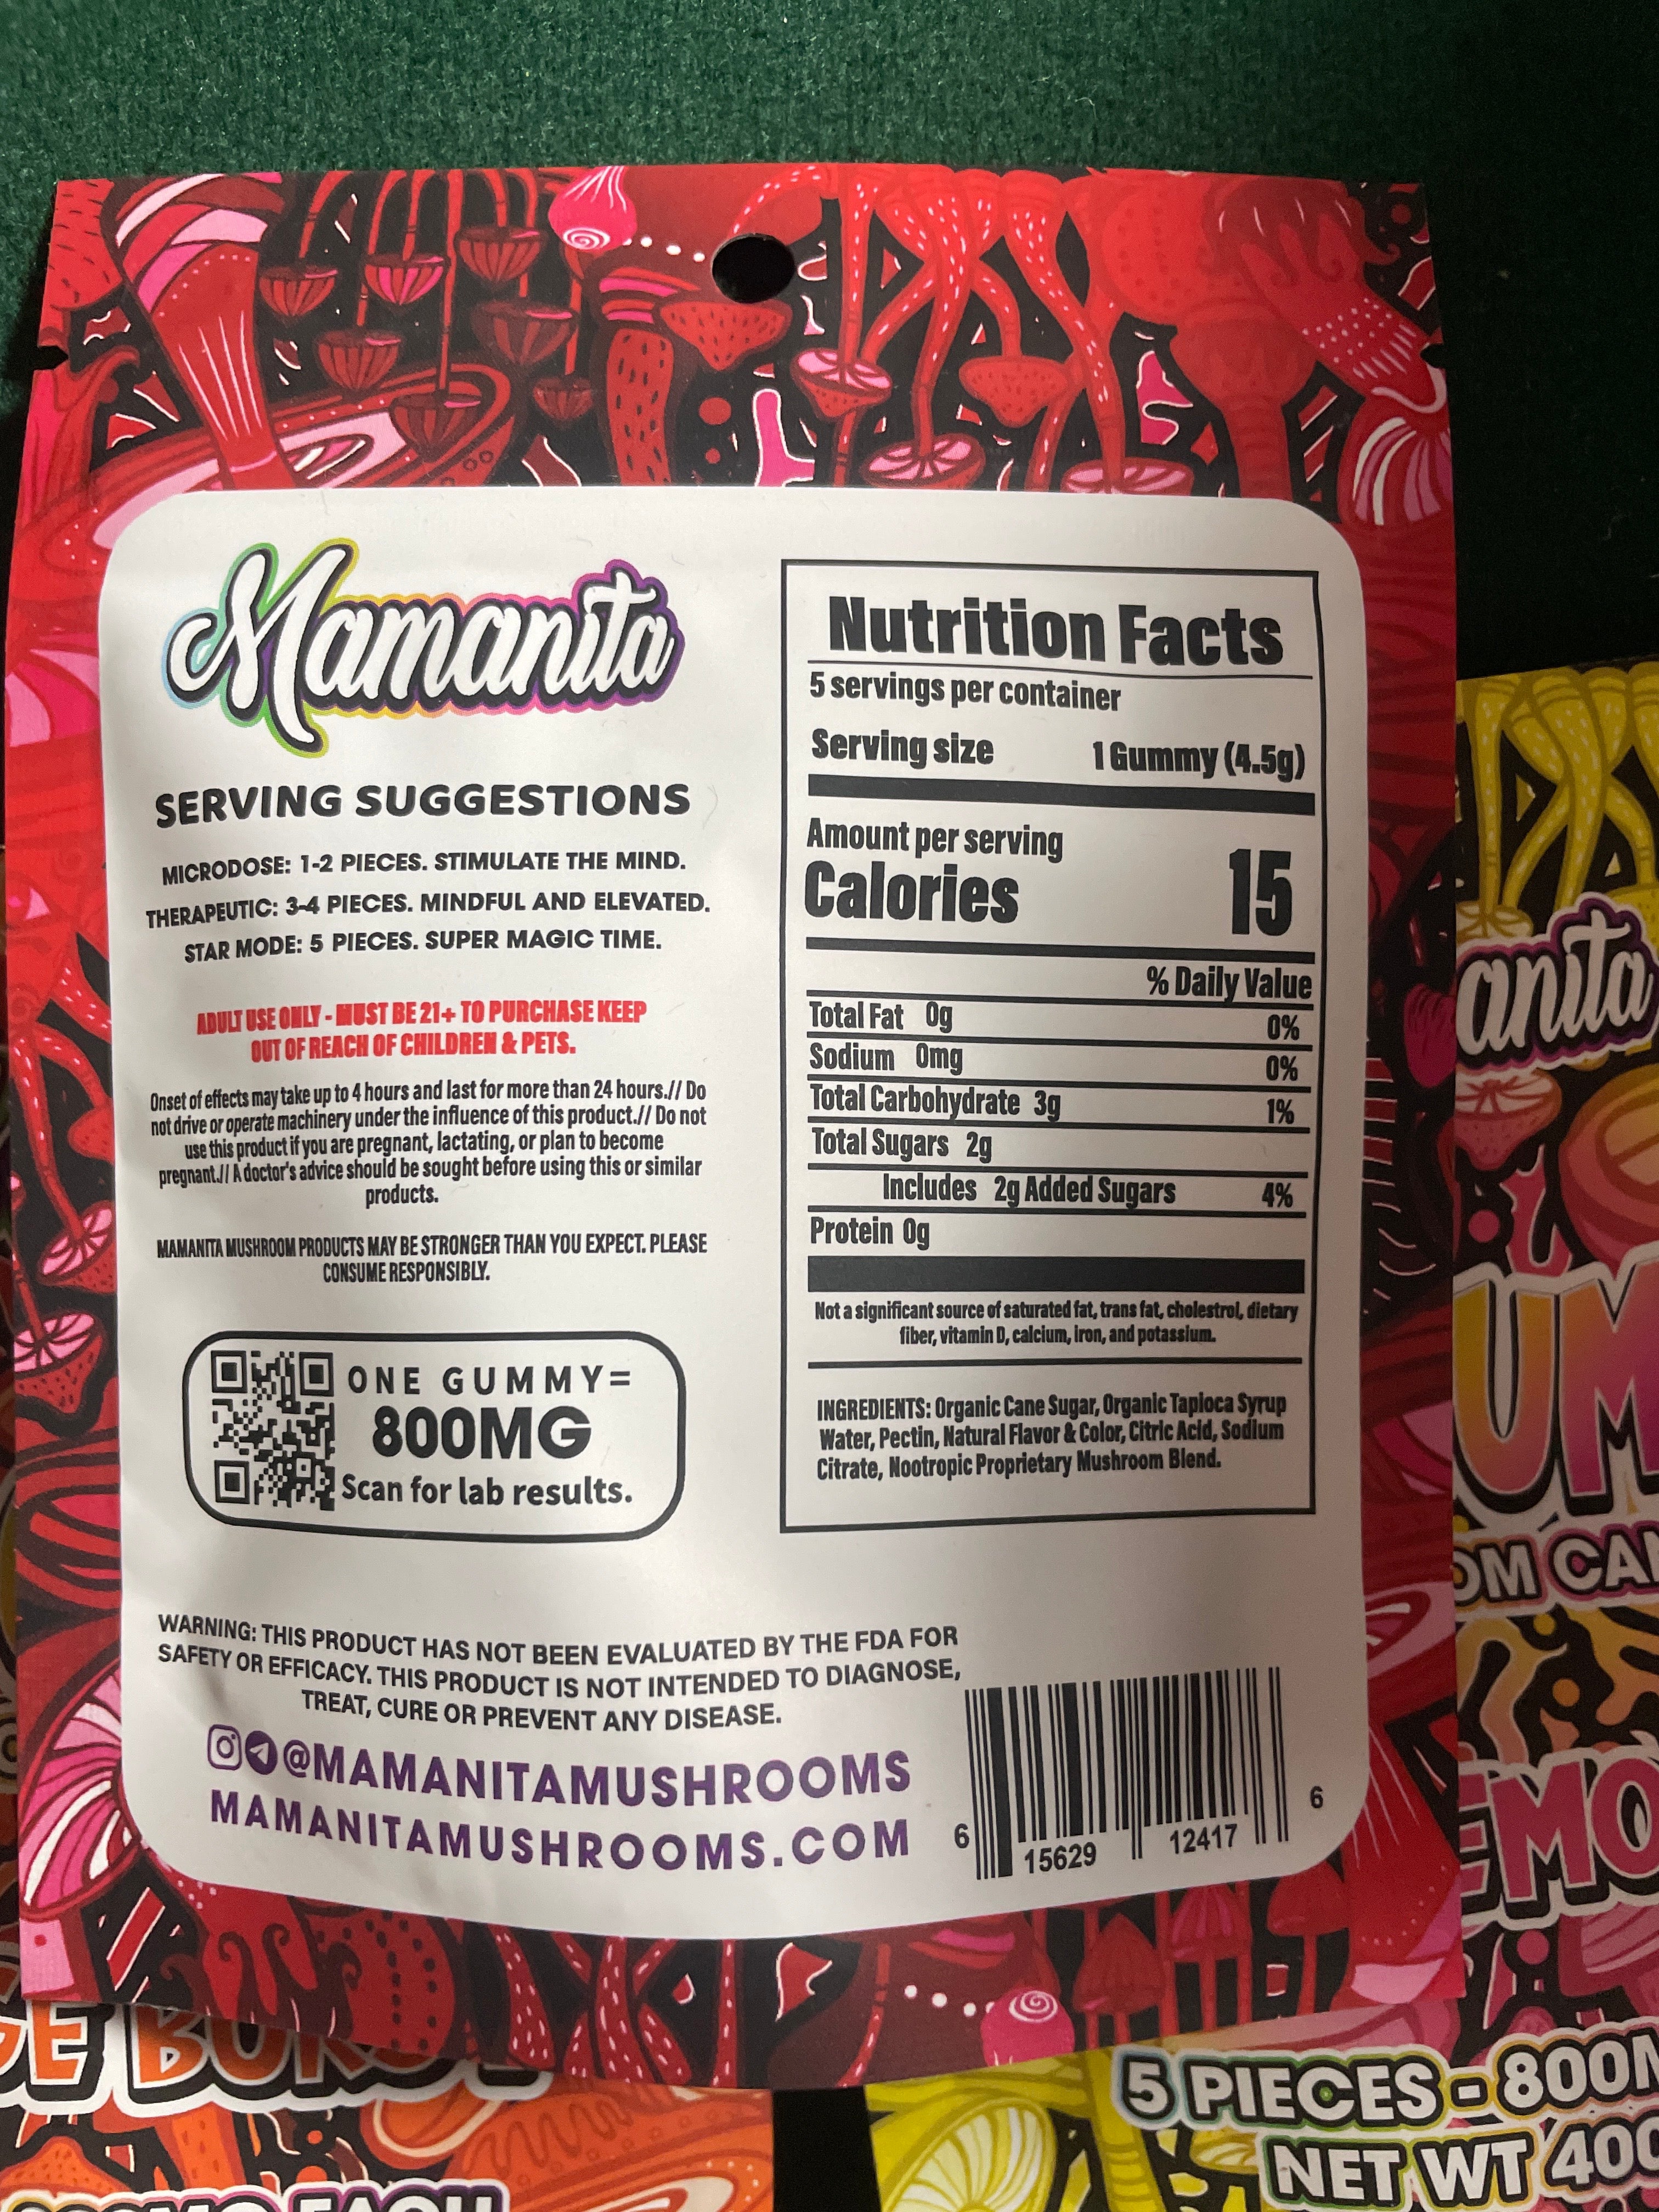 Mamanita
SERVING SUGGESTIONS
MICRODOSE: 1-2 PIECES. STIMULATE THE MIND.
THERAPEUTIC: 3-4 PIECES. MINDFUL AND ELEVATED.
STAR MODE: 5 PIECES. SUPER MAGIC TIME.
ADULT USE ONLY - MUST BE 21+ TO PURCHASE KEEP
OUT OF REACH OF CHILDREN & PETS.
Onset of effects may take up to 4 hours and last for more than 24 hours.// Do
not drive or operate machinery under the influence of this product.// Do not
use this product if you are pregnant, lactating, or plan to become
pregnant.// A doctor's advice should be sought before using this or similar
products.
MAMANITA MUSHROOM PRODUCTS MAY BE STRONGER THAN YOU EXPECT. PLEASE
CONSUME RESPONSIBLY.
ONE GUMMY=
800MG
Scan for lab results.
Nutrition Facts
5 servings per container
Serving size 1 Gummy (4.5g)
Amount per serving
Calories 15
% Daily Value
Total Fat 0g 0%
Sodium 0mg 0%
Total Carbohydrate 3g 1%
Total Sugars 2g
Includes 2g Added Sugars 4%
Protein 0g
Not a significant source of saturated fat, trans fat, cholestrol, dietary
fiber, vitamin D, calcium, iron, and potassium.
INGREDIENTS: Organic Cane Sugar, Organic Tapioca Syrup
Water, Pectin, Natural Flavor & Color, Citric Acid, Sodium
Citrate, Nootropic Proprietary Mushroom Blend.
WARNING: THIS PRODUCT HAS NOT BEEN EVALUATED BY THE FDA FOR
SAFETY OR EFFICACY. THIS PRODUCT IS NOT INTENDED TO DIAGNOSE,
TREAT, CURE OR PREVENT ANY DISEASE.
@MAMANITAMUSHROOMS
MAMANITAMUSHROOMS.COM
6 15629 12417 6
anita
UM
OM CA
EMO
5 PIECES - 800M
NET WT 400
GE BURST